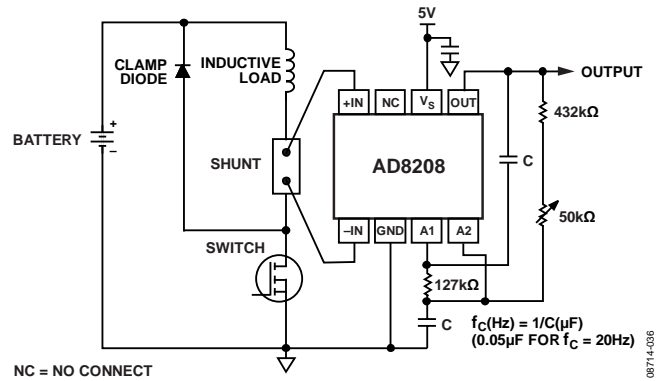 5V
CLAMP
DIODE
INDUCTIVE
LOAD
OUTPUT
+IN
NC
VS
OUT
432kΩ
BATTERY
+
–
SHUNT
AD8208
C
50kΩ
–IN
GND
A1
A2
SWITCH
127kΩ
C
fC(Hz) = 1/C(µF)
(0.05µF FOR fC = 20Hz)
NC = NO CONNECT
08714-036